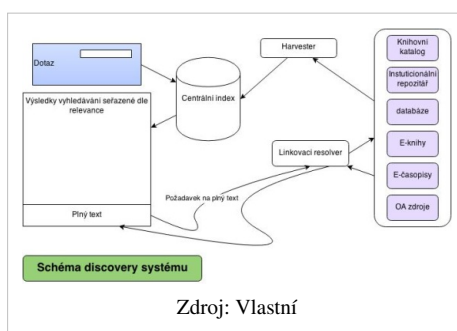 Dotaz
Výsledky vyhledávání seřazené dle
relevance
Plný text
Centrální index
Harvester
Linkovaci resolver
Požadavek na plný text
Knihovní
katalog
Instuticionální
repozitář
databáze
E-knihy
E-časopisy
OA zdroje
Schéma discovery systému
Zdroj: Vlastní